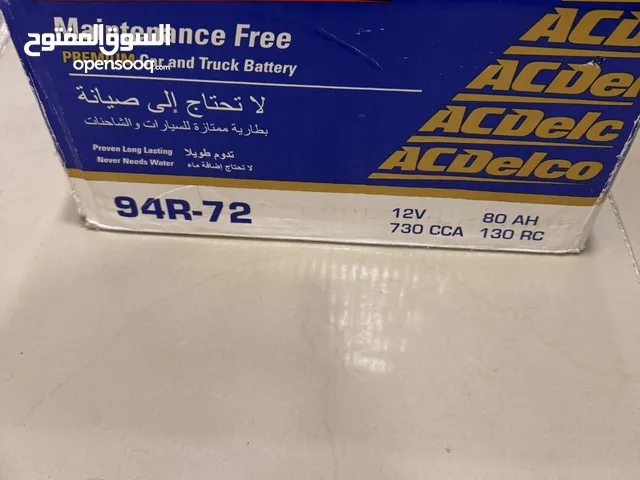 السوق المفتوح
opensooq.com
Maintenance Free
PREMIUM Car and Truck Battery
لا تحتاج إلى صيانة
بطارية ممتازة للسيارات والشاحنات
Proven Long Lasting تدوم طويلا
Never Needs Water لا تحتاج إضافة ماء
ACDelco
94R-72
12V 80 AH
730 CCA 130 RC